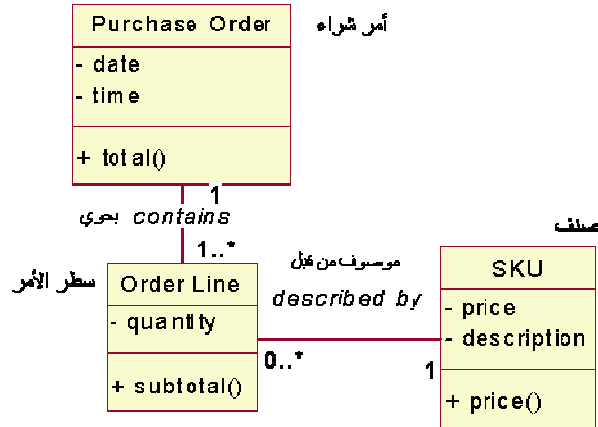 Purchase Order أمر شراء
- date
- time
+ total()
1
يحوي contains
1..*
صنف
موصوف من قبل
SKU
سطر الأمر Order Line
described by
- price
- quantity
- description
0..*
1
+ subtotal()
+ price()